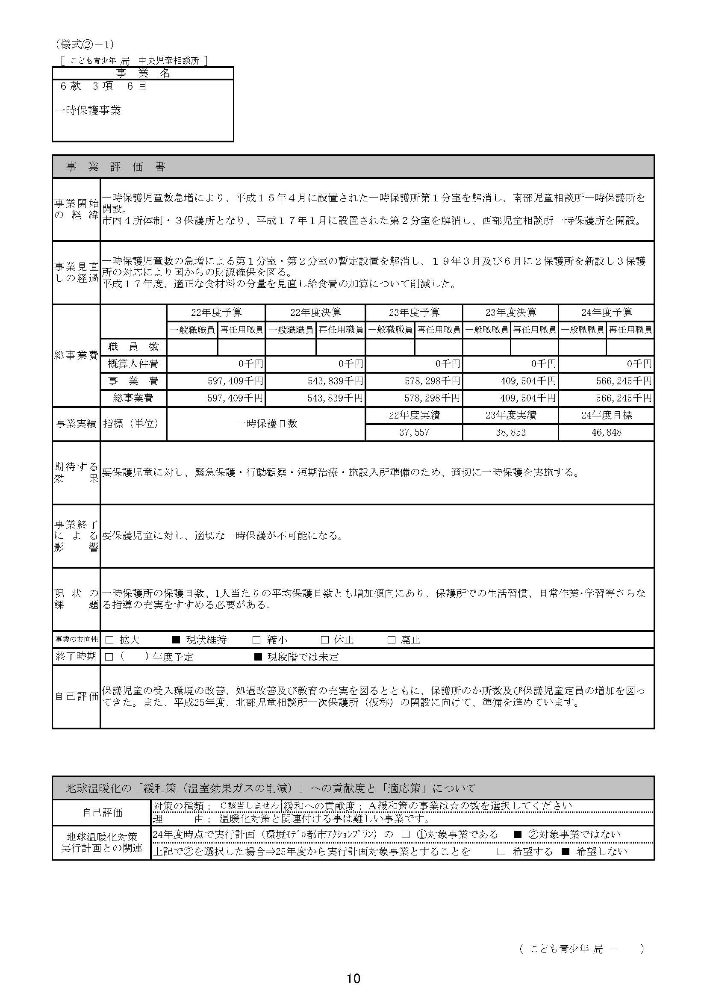 （様式②－1）
［ こども青少年 局　中央児童相談所 ］
事　業　名
６款　３項　６目
一時保護事業
事　業　評　価　書
事業開始の経緯
一時保護児童数急増により、平成１５年４月に設置された一時保護所第１分室を解消し、南部児童相談所一時保護所を
開設。
市内４所体制・３保護所となり、平成１７年１月に設置された第２分室を解消し、西部児童相談所一時保護所を開設。
事業見直しの経過
一時保護児童数の急増による第１分室・第２分室の暫定設置を解消し、１９年３月及び６月に２保護所を新設し３保護
所の対応により国からの財源確保を図る。
平成１７年度、適正な食材料の分量を見直し給食費の加算について削減した。
総事業費
22年度予算　22年度決算　23年度予算　23年度決算　24年度予算
一般職職員　再任用職員　一般職職員　再任用職員　一般職職員　再任用職員　一般職職員　再任用職員　一般職職員　再任用職員
職　員　数
概算人件費　0千円　0千円　0千円　0千円　0千円
事　業　費　597,409千円　543,839千円　578,298千円　409,504千円　566,245千円
総事業費　597,409千円　543,839千円　578,298千円　409,504千円　566,245千円
事業実績　指標（単位）　一時保護日数
22年度実績　23年度実績　24年度目標
37,557　38,853　46,848
期待する効果
要保護児童に対し、緊急保護・行動観察・短期治療・施設入所準備のため、適切に一時保護を実施する。
事業終了による影響
要保護児童に対し、適切な一時保護が不可能になる。
現状の課題
一時保護所の保護日数、1人当たりの平均保護日数とも増加傾向にあり、保護所での生活習慣、日常作業･学習等さらな
る指導の充実をすすめる必要がある。
事業の方向性　□ 拡大　■ 現状維持　□ 縮小　□ 休止　□ 廃止
終了時期　□（　　）年度予定　■ 現段階では未定
自己評価
保護児童の受入環境の改善、処遇改善及び教育の充実を図るとともに、保護所のか所数及び保護児童定員の増加を図っ
てきた。また、平成25年度、北部児童相談所一次保護所（仮称）の開設に向けて、準備を進めています。
地球温暖化の「緩和策（温室効果ガスの削減）」への貢献度と「適応策」について
自己評価
対策の種類： Ｃ該当しません　緩和への貢献度： Ａ緩和策の事業は☆の数を選択してください
理　　　由： 温暖化対策と関連付ける事は難しい事業です。
地球温暖化対策
実行計画との関連
24年度時点で実行計画（環境ﾓﾃﾞﾙ都市ｱｸｼｮﾝﾌﾟﾗﾝ）の □ ①対象事業である　■ ②対象事業ではない
上記で②を選択した場合⇒25年度から実行計画対象事業とすることを　□ 希望する　■ 希望しない
（ こども青少年 局 － 　）
10